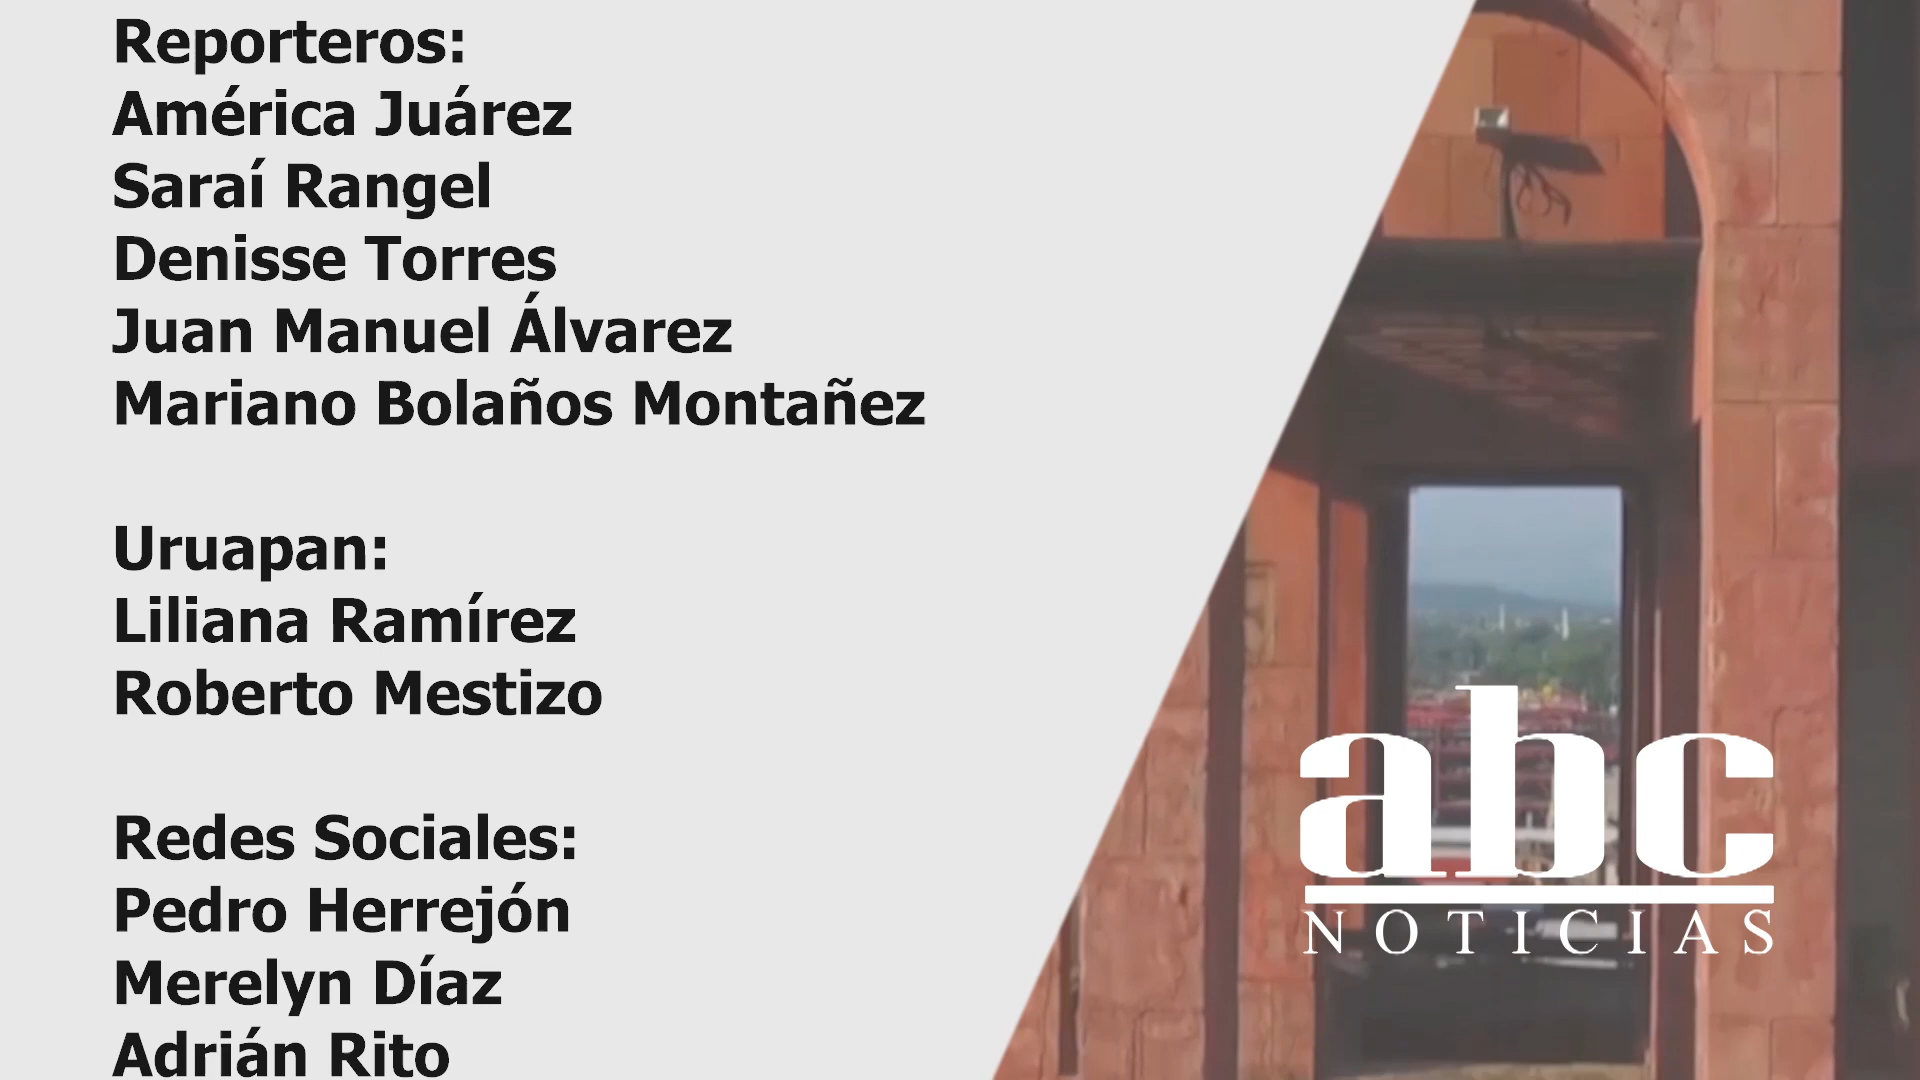 Reporteros:
América Juárez
Saraí Rangel
Denisse Torres
Juan Manuel Álvarez
Mariano Bolaños Montañez
Uruapan:
Liliana Ramírez
Roberto Mestizo
Redes Sociales:
Pedro Herrejón
Merelyn Díaz
Adrián Rito
abc
NOTICIAS